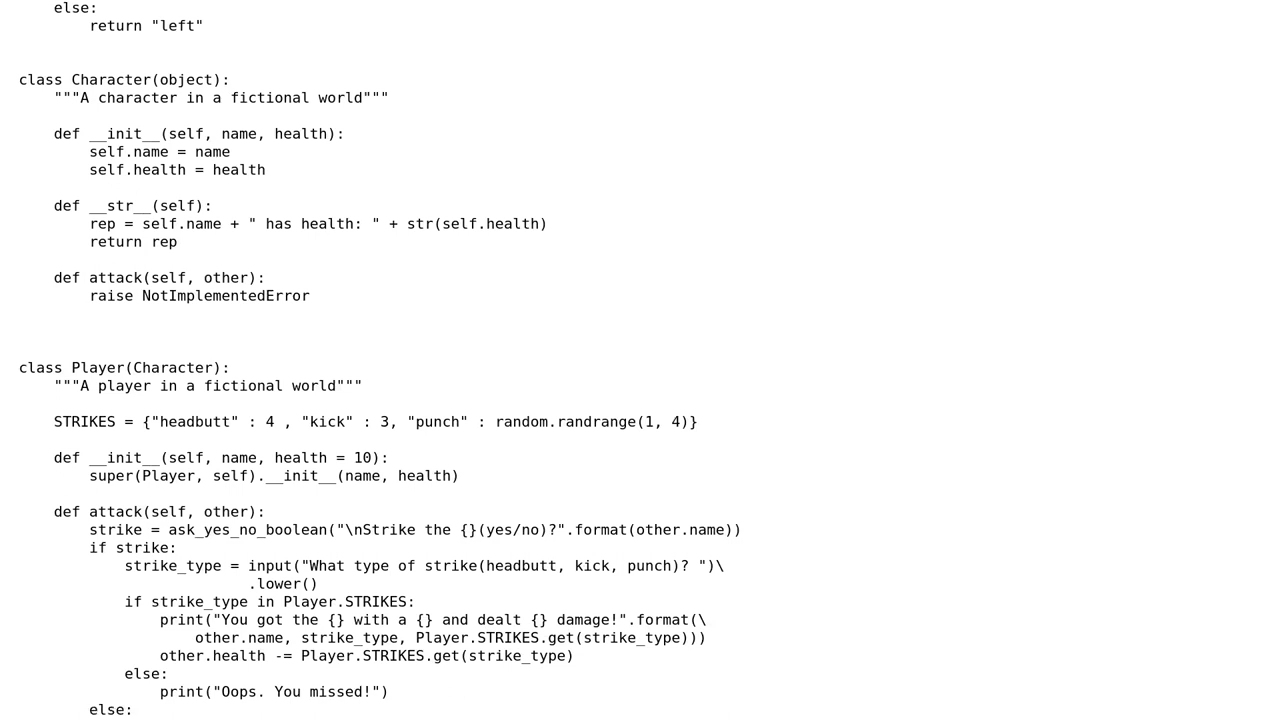 else:
        return "left"


class Character(object):
    """A character in a fictional world"""

    def __init__(self, name, health):
        self.name = name
        self.health = health

    def __str__(self):
        rep = self.name + " has health: " + str(self.health)
        return rep

    def attack(self, other):
        raise NotImplementedError



class Player(Character):
    """A player in a fictional world"""

    STRIKES = {"headbutt" : 4 , "kick" : 3, "punch" : random.randrange(1, 4)}

    def __init__(self, name, health = 10):
        super(Player, self).__init__(name, health)

    def attack(self, other):
        strike = ask_yes_no_boolean("\nStrike the {}(yes/no)?".format(other.name))
        if strike:
            strike_type = input("What type of strike(headbutt, kick, punch)? ")\
                          .lower()
            if strike_type in Player.STRIKES:
                print("You got the {} with a {} and dealt {} damage!".format(\
                    other.name, strike_type, Player.STRIKES.get(strike_type)))
                other.health -= Player.STRIKES.get(strike_type)
            else:
                print("Oops. You missed!")
        else: